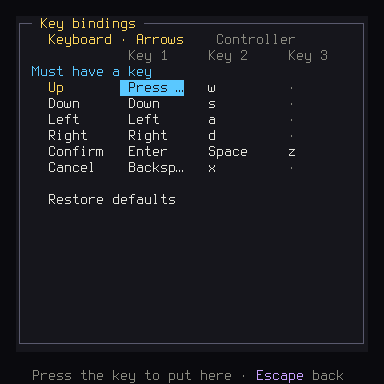 Key bindings
Keyboard · Arrows Controller
Key 1 Key 2 Key 3
Must have a key
Up Press … w ·
Down Down s ·
Left Left a ·
Right Right d ·
Confirm Enter Space z
Cancel Backsp… x ·
Restore defaults
Press the key to put here · Escape back